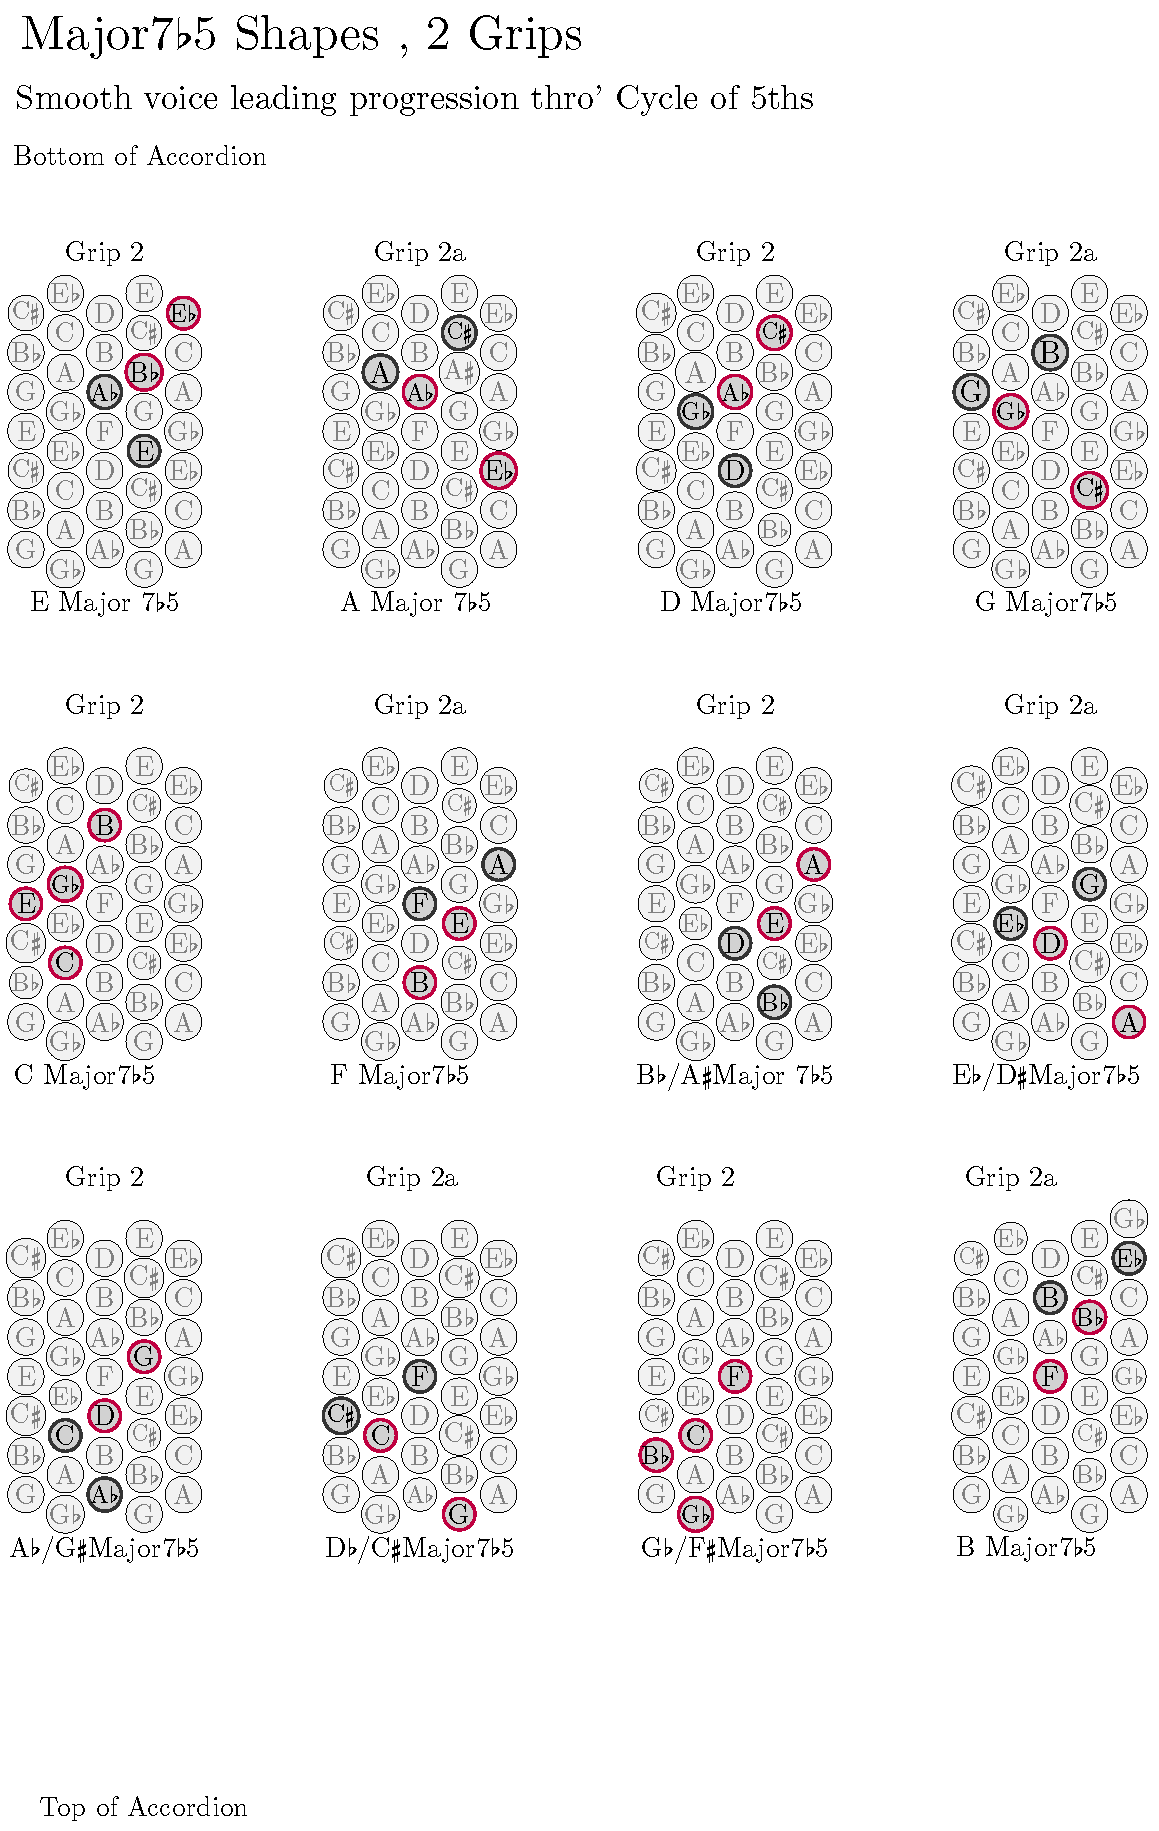 Major7♭5 Shapes , 2 Grips
Smooth voice leading progression thro' Cycle of 5ths
Bottom of Accordion
Grip 2 Grip 2a Grip 2 Grip 2a
E♭ E E♭ E E♭ E E♭ E
C♯ D E♭ C♯ D E♭ C♯ D E♭ C♯ D E♭
C C♯ C C♯ C C♯ C C♯
B♭ B C B♭ B C B♭ B C B♭ B C
A B♭ A A♯ A B♭ A B♭
G A♭ A G A♭ A G A♭ A G A♭ A
G♭ G G♭ G G♭ G G♭ G
E F G♭ E F G♭ E F G♭ E F G♭
E♭ E E♭ E E♭ E E♭ E
C♯ D E♭ C♯ D E♭ C♯ D E♭ C♯ D E♭
C C♯ C C♯ C C♯ C C♯
B♭ B C B♭ B C B♭ B C B♭ B C
A B♭ A B♭ A B♭ A B♭
G A♭ A G A♭ A G A♭ A G A♭ A
G♭ G G♭ G G♭ G G♭ G
E Major 7♭5 A Major 7♭5 D Major7♭5 G Major7♭5
Grip 2 Grip 2a Grip 2 Grip 2a
E♭ E E♭ E E♭ E E♭ E
C♯ D E♭ C♯ D E♭ C♯ D E♭ C♯ D E♭
C C♯ C C♯ C C♯ C C♯
B♭ B C B♭ B C B♭ B C B♭ B C
A B♭ A B♭ A B♭ A B♭
G A♭ A G A♭ A G A♭ A G A♭ A
G♭ G G♭ G G♭ G G♭ G
E F G♭ E F G♭ E F G♭ E F G♭
E♭ E E♭ E E♭ E E♭ E
C♯ D E♭ C♯ D E♭ C♯ D E♭ C♯ D E♭
C C♯ C C♯ C C♯ C C♯
B♭ B C B♭ B C B♭ B C B♭ B C
A B♭ A B♭ A B♭ A B♭
G A♭ A G A♭ A G A♭ A G A♭ A
G♭ G G♭ G G♭ G G♭ G
C Major7♭5 F Major7♭5 B♭/A♯Major 7♭5 E♭/D♯Major7♭5
Grip 2 Grip 2a Grip 2 Grip 2a
G♭
E♭ E E♭ E E♭ E E♭ E
C♯ D E♭ C♯ D E♭ C♯ D E♭ C♯ D E♭
C C♯ C C♯ C C♯ C C♯
B♭ B C B♭ B C B♭ B C B♭ B C
A B♭ A B♭ A B♭ A B♭
G A♭ A G A♭ A G A♭ A G A♭ A
G♭ G G♭ G G♭ G G♭ G
E F G♭ E F G♭ E F G♭ E F G♭
E♭ E E♭ E E♭ E E♭ E
C♯ D E♭ C♯ D E♭ C♯ D E♭ C♯ D E♭
C C♯ C C♯ C C♯ C C♯
B♭ B C B♭ B C B♭ B C B♭ B C
A B♭ A B♭ A B♭ A B♭
G A♭ A G A♭ A G A♭ A G A♭ A
G♭ G G♭ G G♭ G G♭ G
A♭/G♯Major7♭5 D♭/C♯Major7♭5 G♭/F♯Major7♭5 B Major7♭5
Top of Accordion